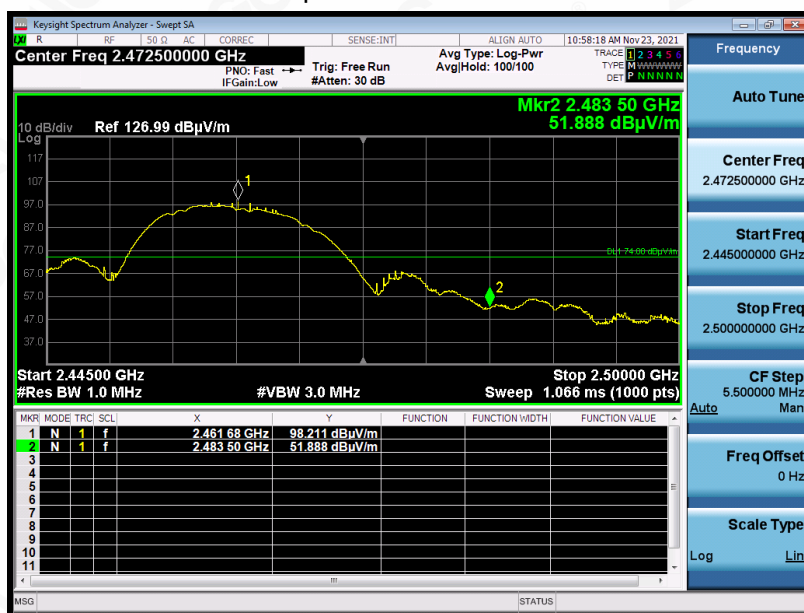 Keysight Spectrum Analyzer - Swept SA
LXI R RF 50 Ω AC CORREC SENSE:INT ALIGN AUTO 10:58:18 AM Nov 23, 2021
Center Freq 2.472500000 GHz
PNO: Fast
IFGain:Low
Trig: Free Run
#Atten: 30 dB
Avg Type: Log-Pwr
Avg|Hold: 100/100
TRACE 1 2 3 4 5 6
TYPE M W W W W W
DET P N N N N N
Mkr2 2.483 50 GHz
51.888 dBµV/m
10 dB/div Ref 126.99 dBµV/m
Log
117
107
97.0
87.0
77.0
67.0
57.0
47.0
37.0
1
DL1 74.00 dBµV/m
2
Start 2.44500 GHz Stop 2.50000 GHz
#Res BW 1.0 MHz #VBW 3.0 MHz Sweep 1.066 ms (1000 pts)
MKR MODE TRC SCL X Y FUNCTION FUNCTION WIDTH FUNCTION VALUE
1 N 1 f 2.461 68 GHz 98.211 dBµV/m
2 N 1 f 2.483 50 GHz 51.888 dBµV/m
3
4
5
6
7
8
9
10
11
MSG STATUS
Frequency
Auto Tune
Center Freq
2.472500000 GHz
Start Freq
2.445000000 GHz
Stop Freq
2.500000000 GHz
CF Step
5.500000 MHz
Auto Man
Freq Offset
0 Hz
Scale Type
Log Lin